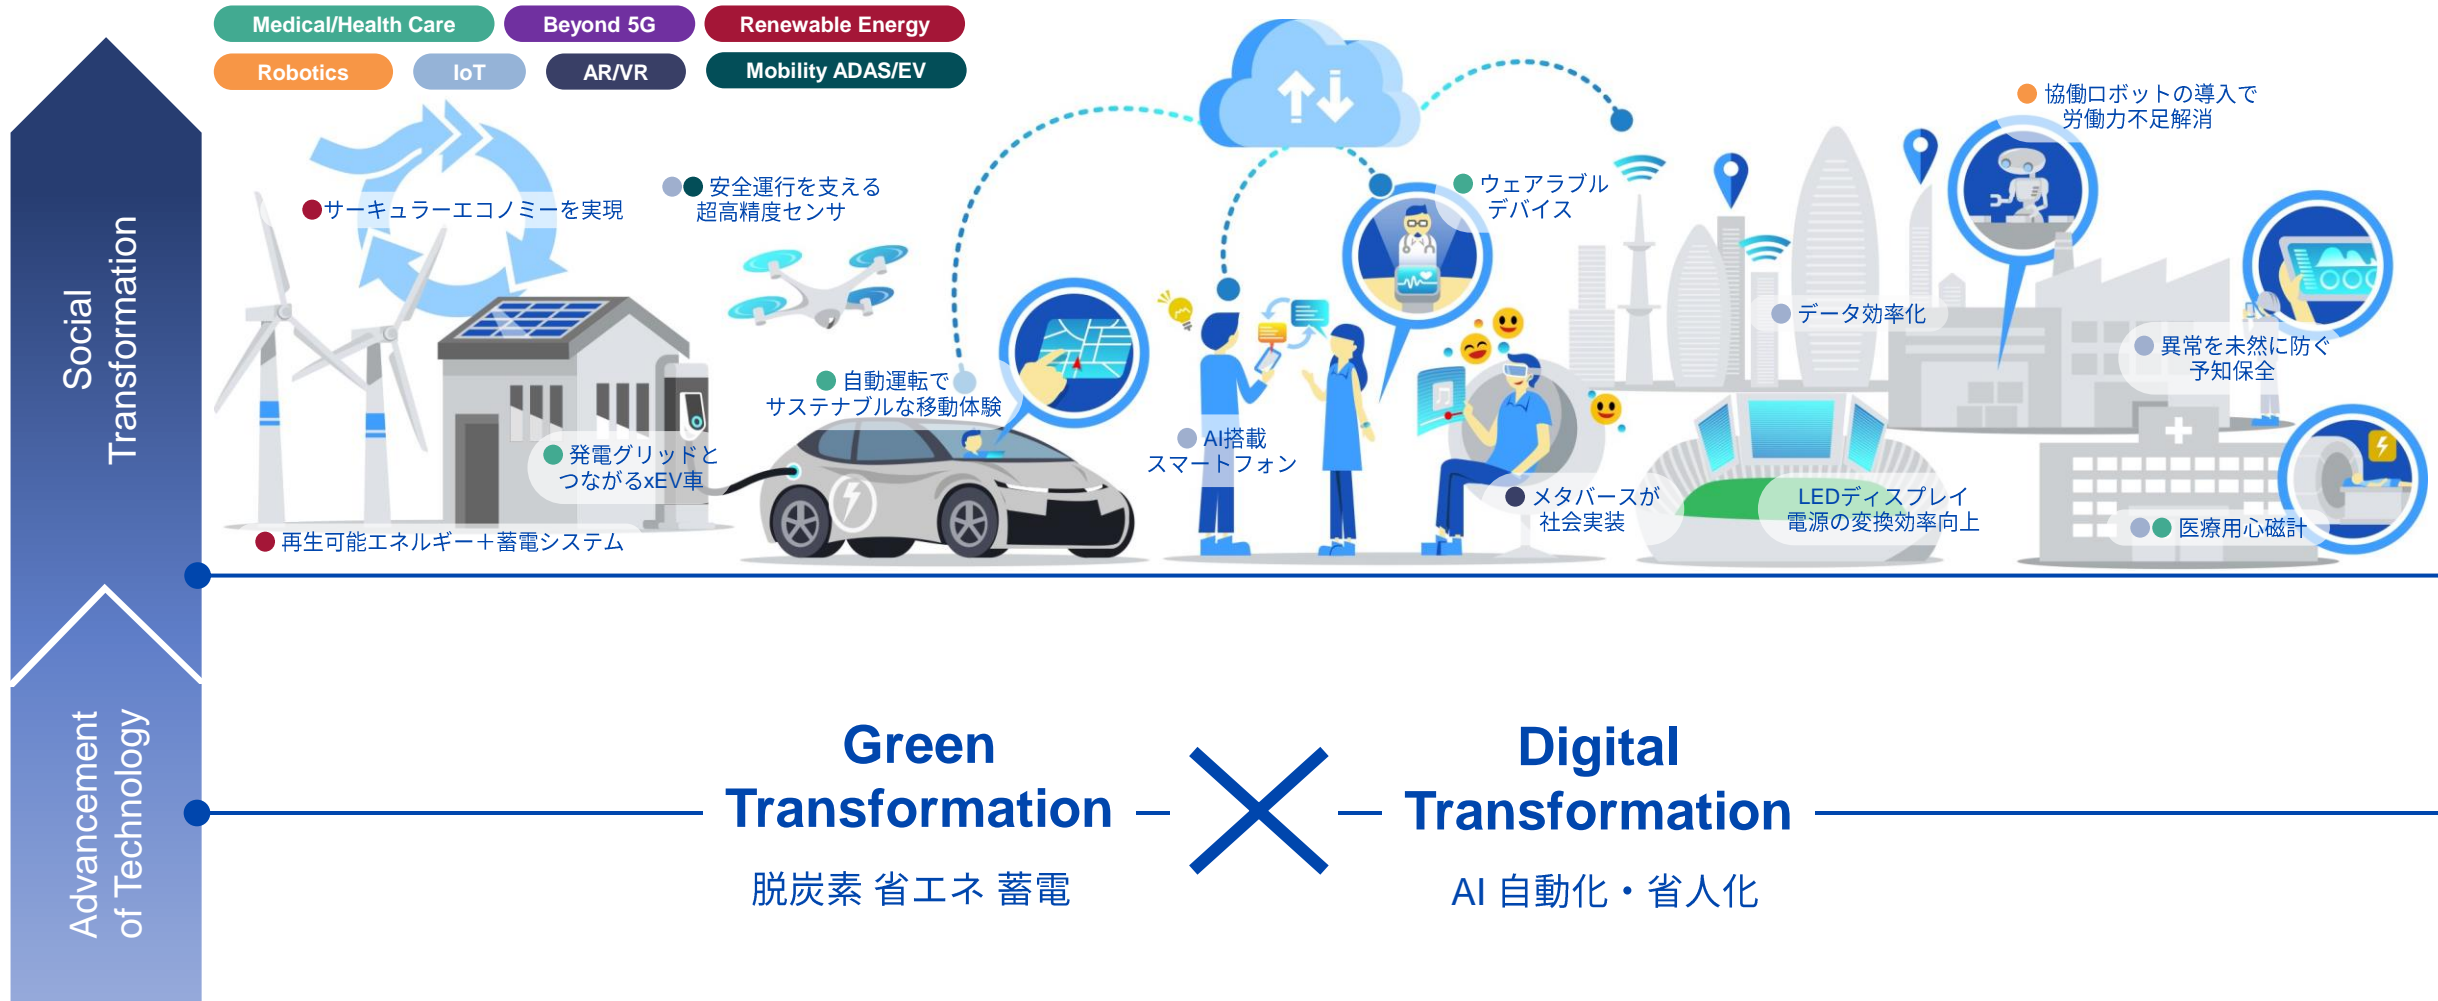 Medical/Health Care
Beyond 5G
Renewable Energy
Robotics
IoT
AR/VR
Mobility ADAS/EV
Social
Transformation
サーキュラーエコノミーを実現
安全運行を支える
超高精度センサ
ウェアラブル
デバイス
協働ロボットの導入で
労働力不足解消
データ効率化
異常を未然に防ぐ
予知保全
自動運転で
サステナブルな移動体験
発電グリッドと
つながるxEV車
AI搭載
スマートフォン
メタバースが
社会実装
LEDディスプレイ
電源の変換効率向上
医療用心磁計
再生可能エネルギー＋蓄電システム
Advancement
of Technology
Green
Transformation
脱炭素 省エネ 蓄電
Digital
Transformation
AI 自動化・省人化